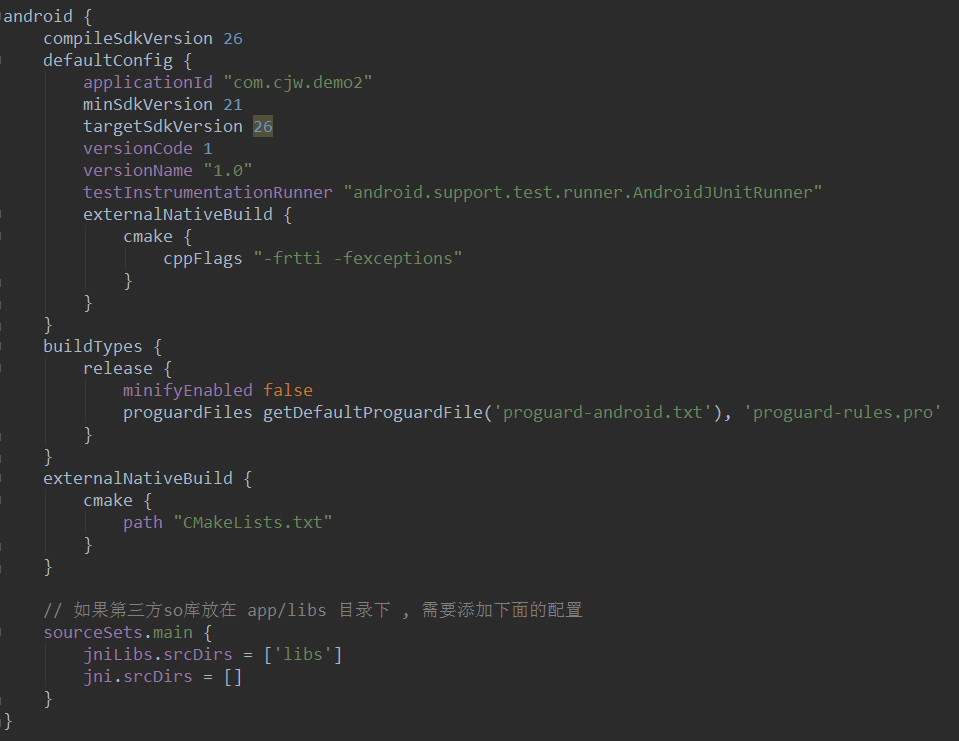 android {
    compileSdkVersion 26
    defaultConfig {
        applicationId "com.cjw.demo2"
        minSdkVersion 21
        targetSdkVersion 26
        versionCode 1
        versionName "1.0"
        testInstrumentationRunner "android.support.test.runner.AndroidJUnitRunner"
        externalNativeBuild {
            cmake {
                cppFlags "-frtti -fexceptions"
            }
        }
    }
    buildTypes {
        release {
            minifyEnabled false
            proguardFiles getDefaultProguardFile('proguard-android.txt'), 'proguard-rules.pro'
        }
    }
    externalNativeBuild {
        cmake {
            path "CMakeLists.txt"
        }
    }

    // 如果第三方so库放在 app/libs 目录下 , 需要添加下面的配置
    sourceSets.main {
        jniLibs.srcDirs = ['libs']
        jni.srcDirs = []
    }
}